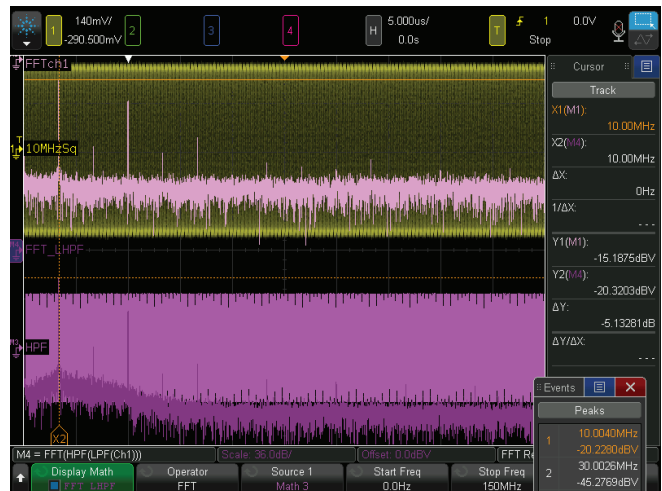 1 140mV/ 2 3 4 H 5.000us/ T 1 0.0V
-290.500mV 0.0s Stop
FFTch1
10MHzSq
FFT_LHPF
HPF
X2
Cursor
Track
X1(M1):
10.00MHz
X2(M4):
10.00MHz
ΔX:
0Hz
1/ΔX:
- - -
Y1(M1):
-15.1875dBV
Y2(M4):
-20.3203dBV
ΔY:
-5.13281dB
ΔY/ΔX:
- - -
Events
Peaks
1 10.0040MHz
-20.2280dBV
2 30.0026MHz
-45.2769dBV
M4 = FFT(HPF(LPF(Ch1))) Scale: 36.0dB/ Offset: 0.0dBV FFT Re
Display Math Operator Source 1 Start Freq Stop Freq
FFT LHPF FFT Math 3 0.0Hz 150MHz